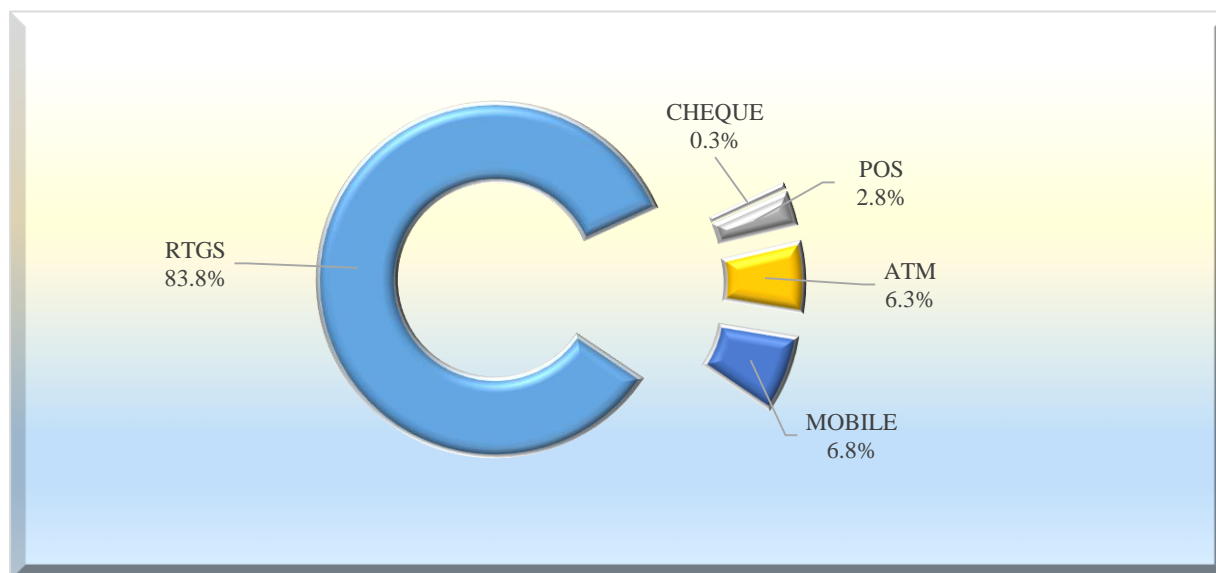 CHEQUE
0.3%
POS
2.8%
RTGS
83.8%
ATM
6.3%
MOBILE
6.8%